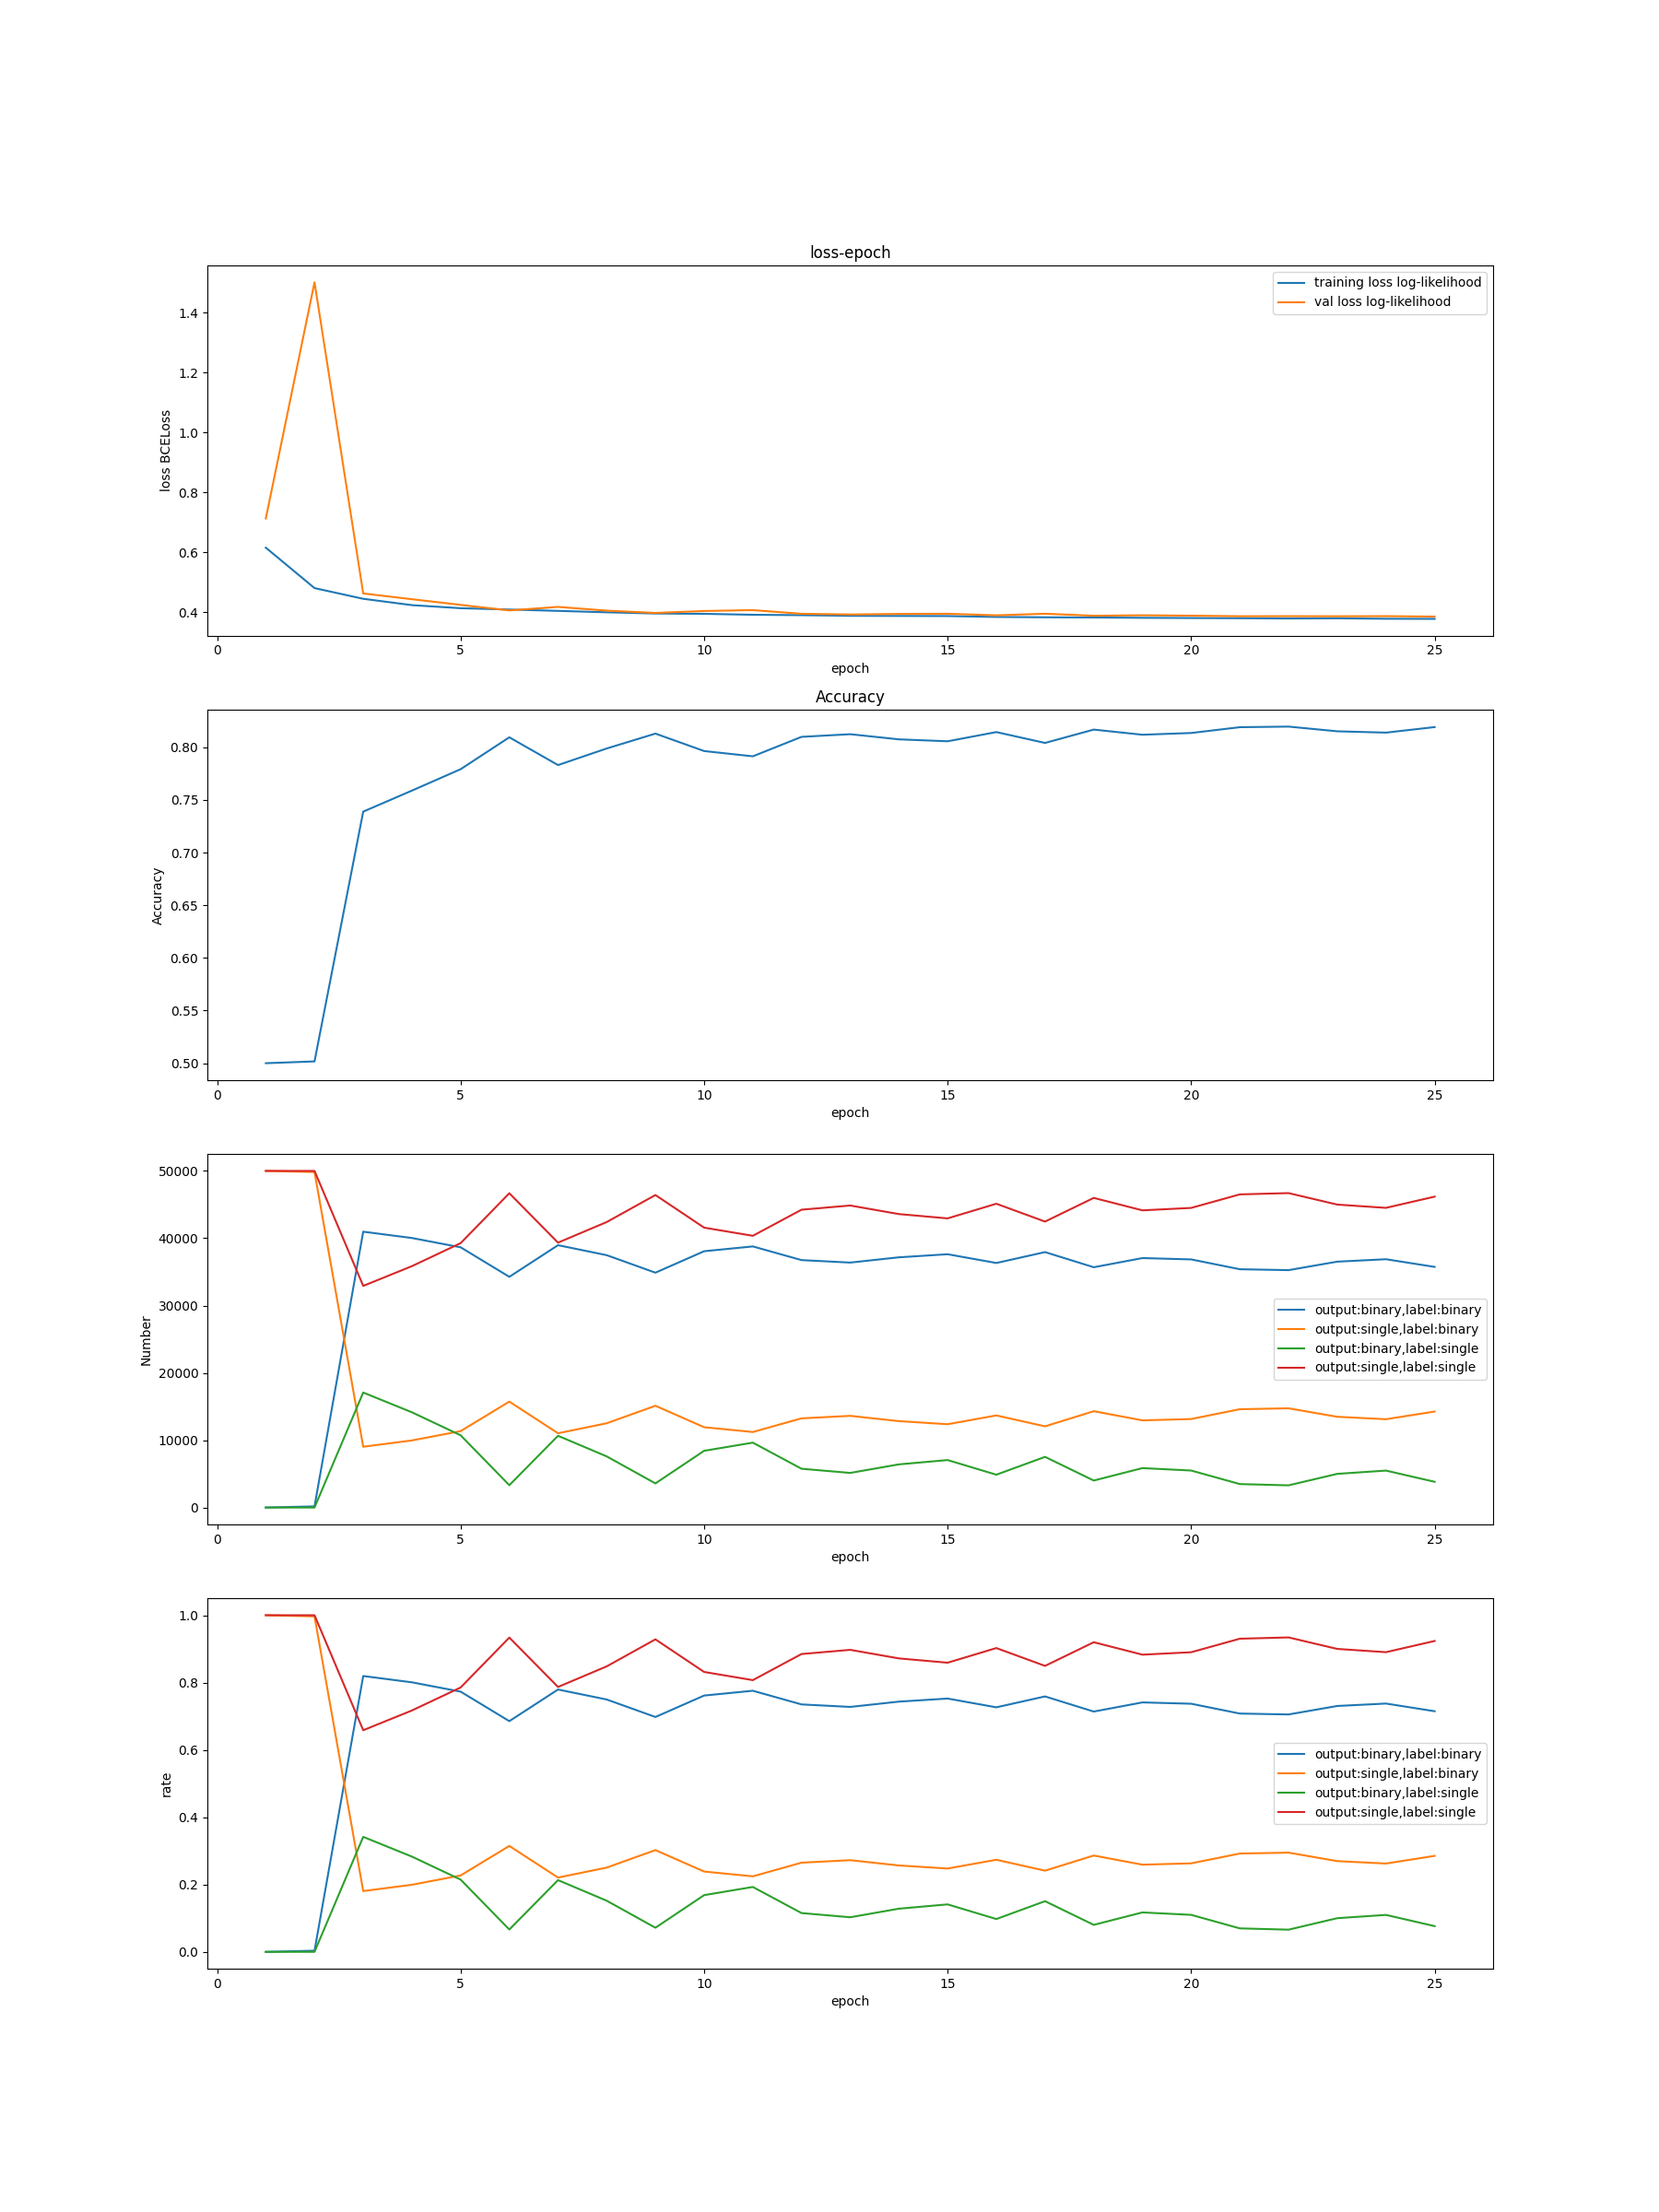 loss-epoch
training loss log-likelihood
val loss log-likelihood
loss BCELoss
1.4
1.2
1.0
0.8
0.6
0.4
0 5 10 15 20 25
epoch
Accuracy
Accuracy
0.80
0.75
0.70
0.65
0.60
0.55
0.50
0 5 10 15 20 25
epoch
Number
50000
40000
30000
20000
10000
0
output:binary,label:binary
output:single,label:binary
output:binary,label:single
output:single,label:single
0 5 10 15 20 25
epoch
rate
1.0
0.8
0.6
0.4
0.2
0.0
output:binary,label:binary
output:single,label:binary
output:binary,label:single
output:single,label:single
0 5 10 15 20 25
epoch